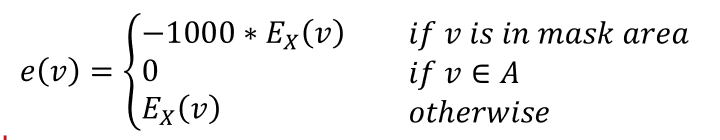 −1000 * E_X(v) if v is in mask area
e(v) = { 0 if v ∈ A
E_X(v) otherwise